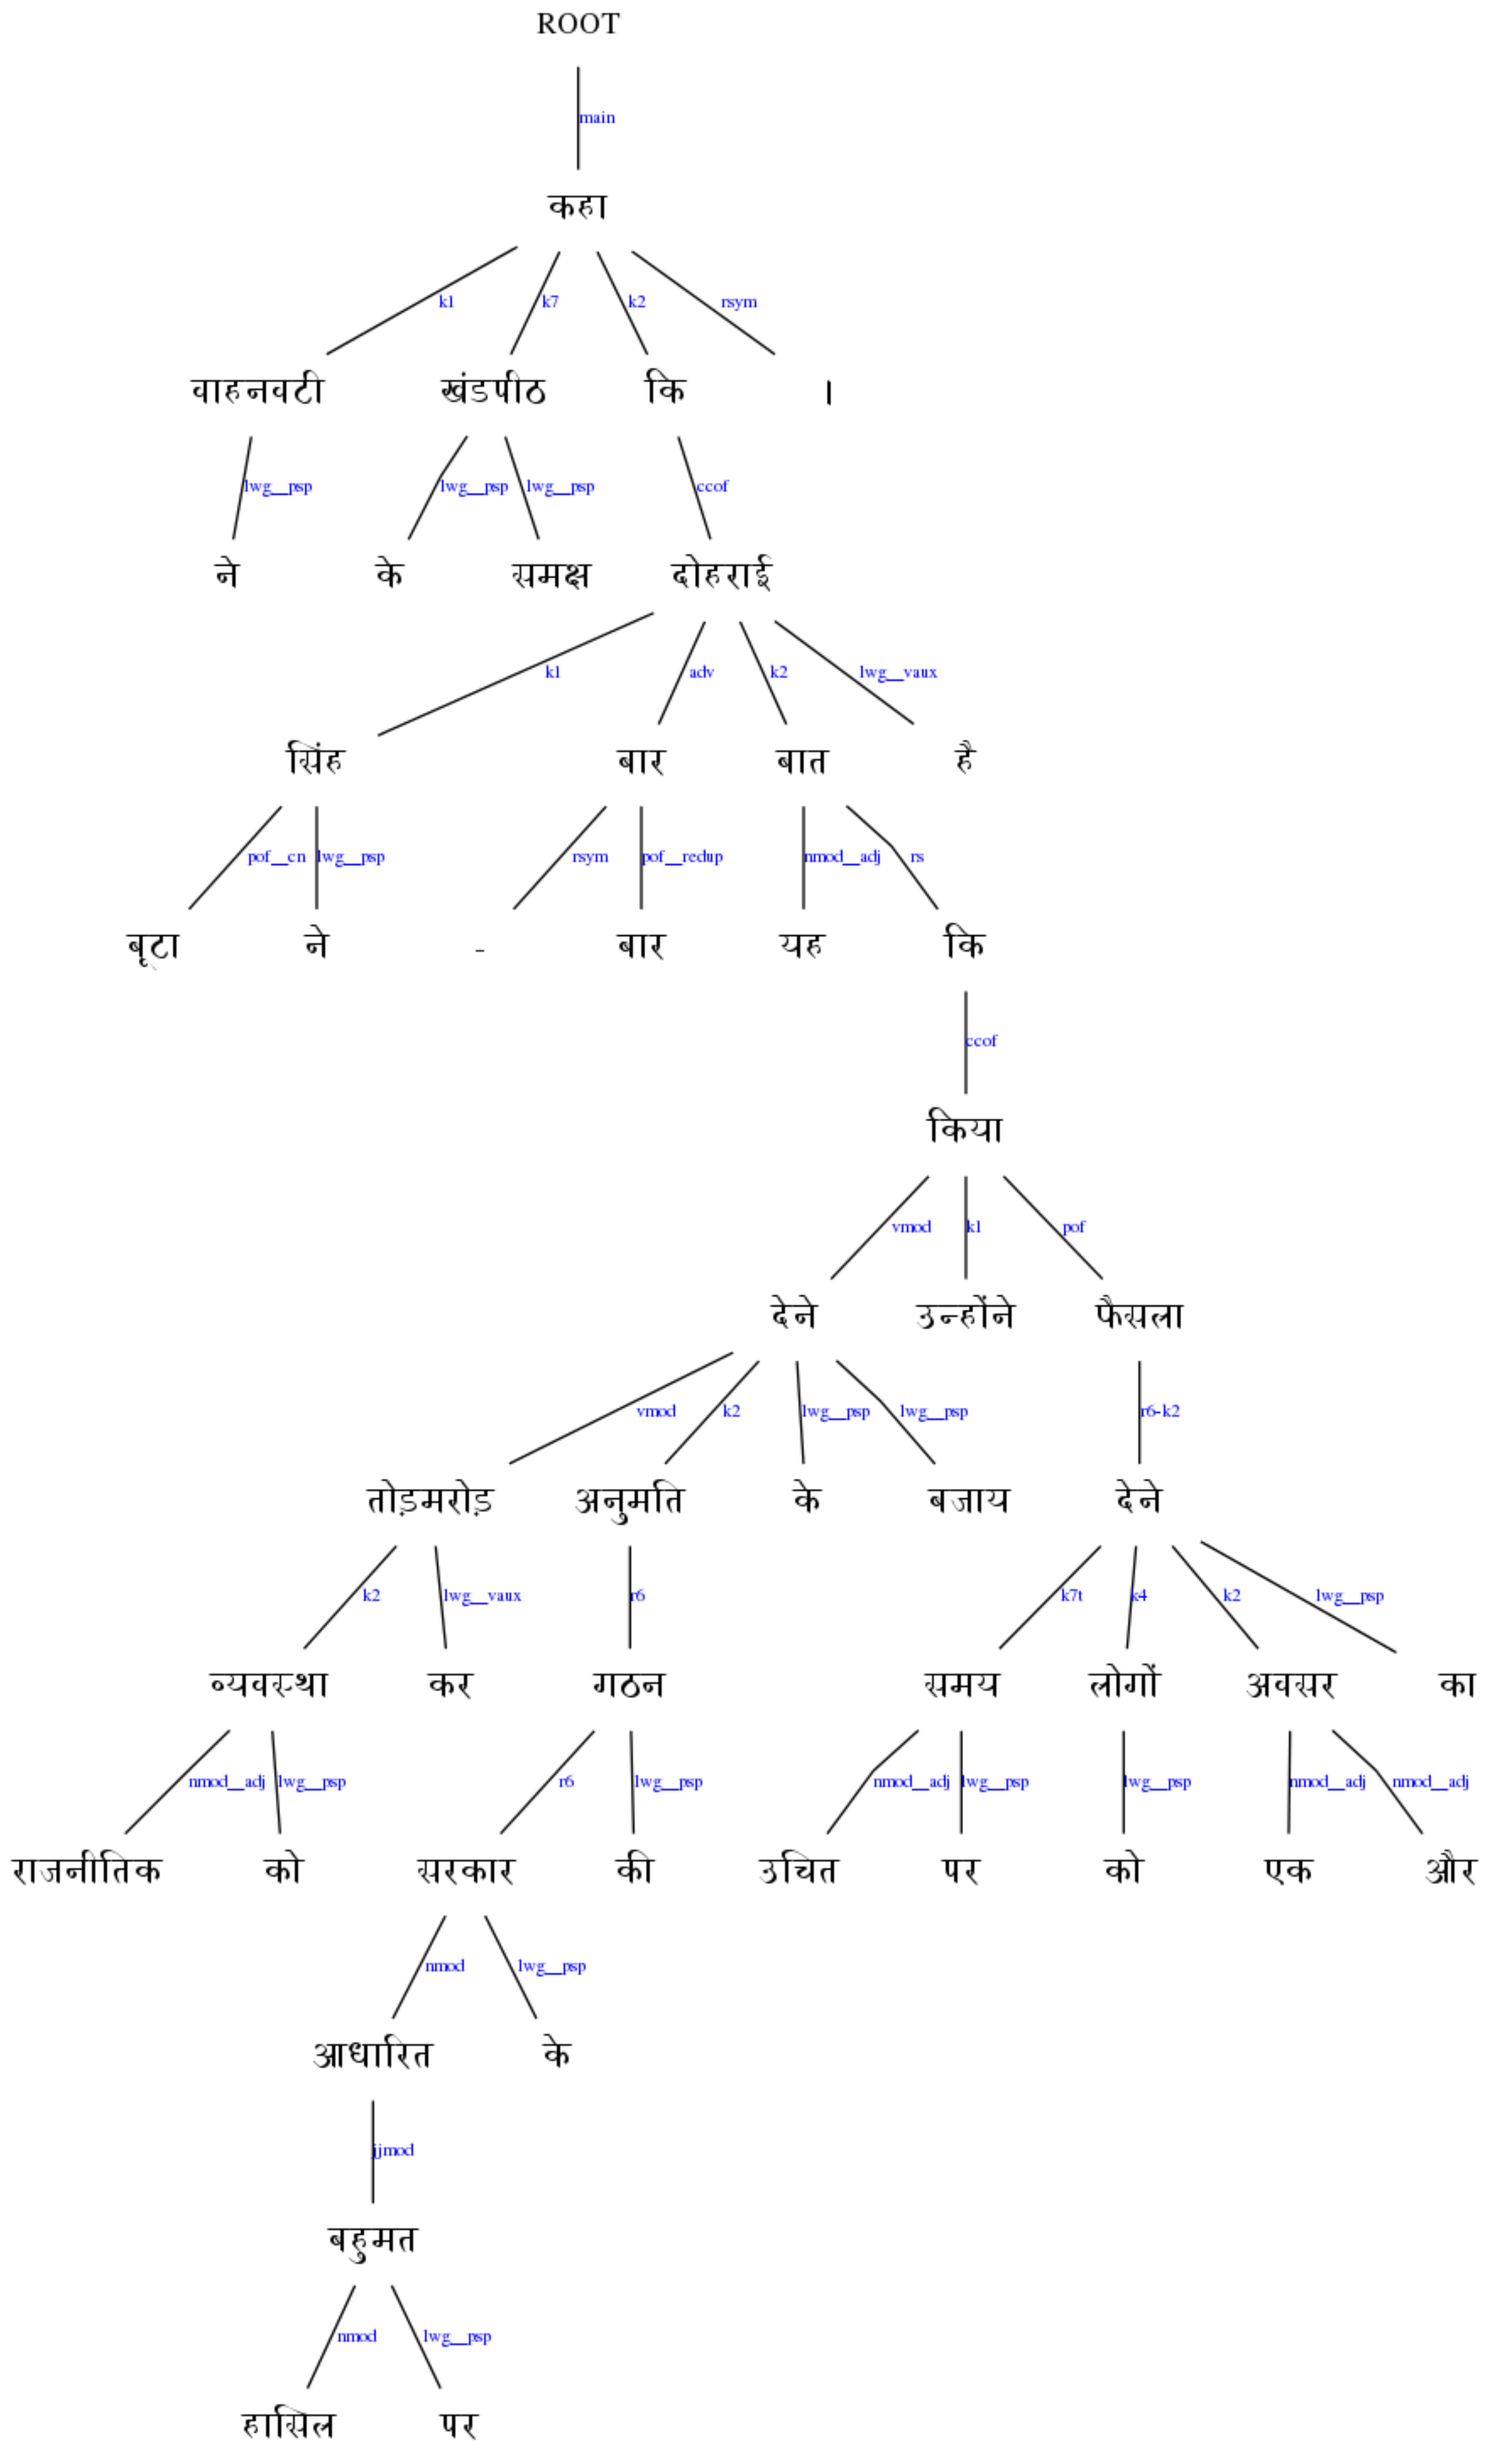 ROOT
main
कहा
k1 k7 k2 rsym
वाहनवटी खंडपीठ कि ।
lwg__psp lwg__psp lwg__psp ccof
ने के समक्ष दोहराई
k1 adv k2 lwg__vaux
सिंह बार बात है
pof__cn lwg__psp rsym pof__redup nmod__adj rs
बूटा ने - बार यह कि
ccof
किया
vmod k1 pof
देने उन्होंने फैसला
vmod k2 lwg__psp lwg__psp r6-k2
तोड़मरोड़ अनुमति के बजाय देने
k2 lwg__vaux r6 k7t k4 k2 lwg__psp
व्यवस्था कर गठन समय लोगों अवसर का
nmod__adj lwg__psp r6 lwg__psp nmod__adj lwg__psp lwg__psp nmod__adj nmod__adj
राजनीतिक को सरकार की उचित पर को एक और
nmod lwg__psp
आधारित के
jjmod
बहुमत
nmod lwg__psp
हासिल पर